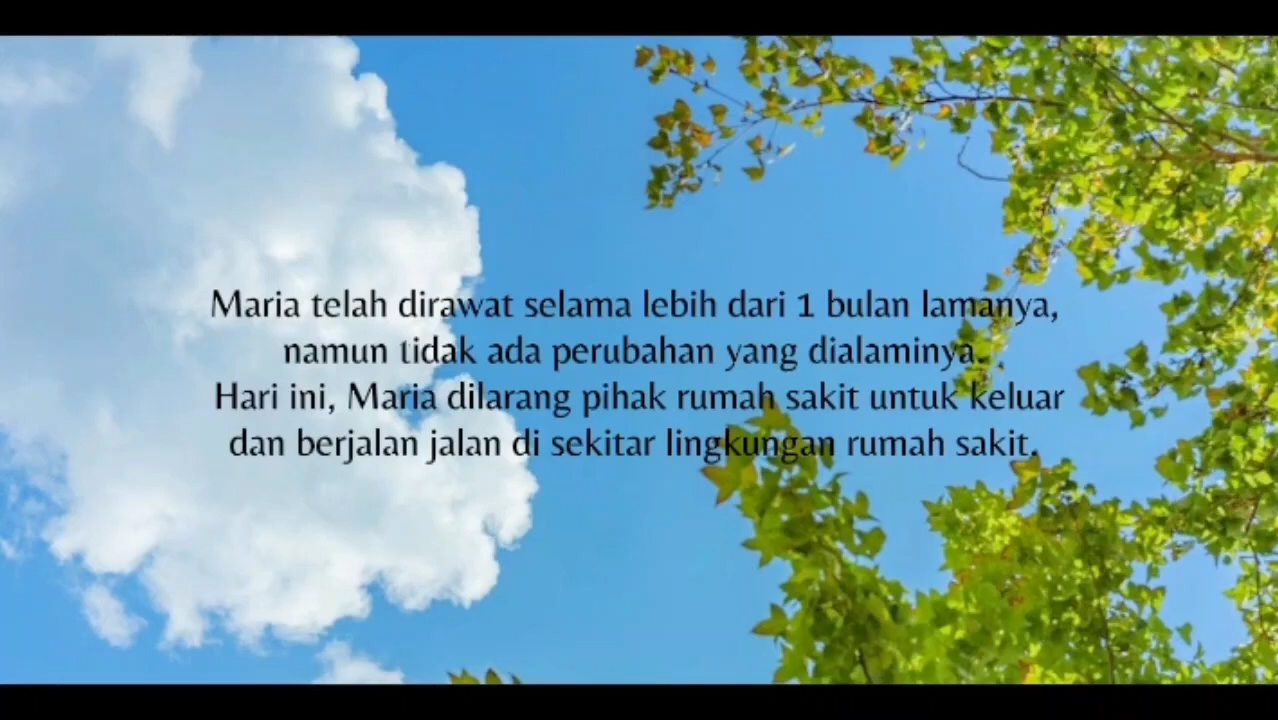 Maria telah dirawat selama lebih dari 1 bulan lamanya,
namun tidak ada perubahan yang dialaminya.
Hari ini, Maria dilarang pihak rumah sakit untuk keluar
dan berjalan jalan di sekitar lingkungan rumah sakit.